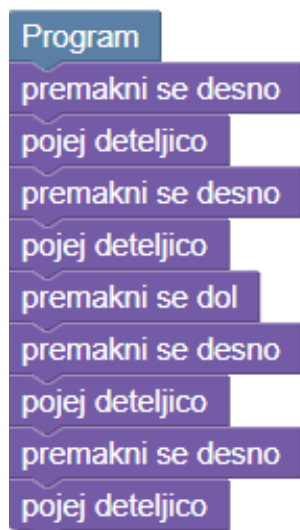 Program
premakni se desno
pojej deteljico
premakni se desno
pojej deteljico
premakni se dol
premakni se desno
pojej deteljico
premakni se desno
pojej deteljico